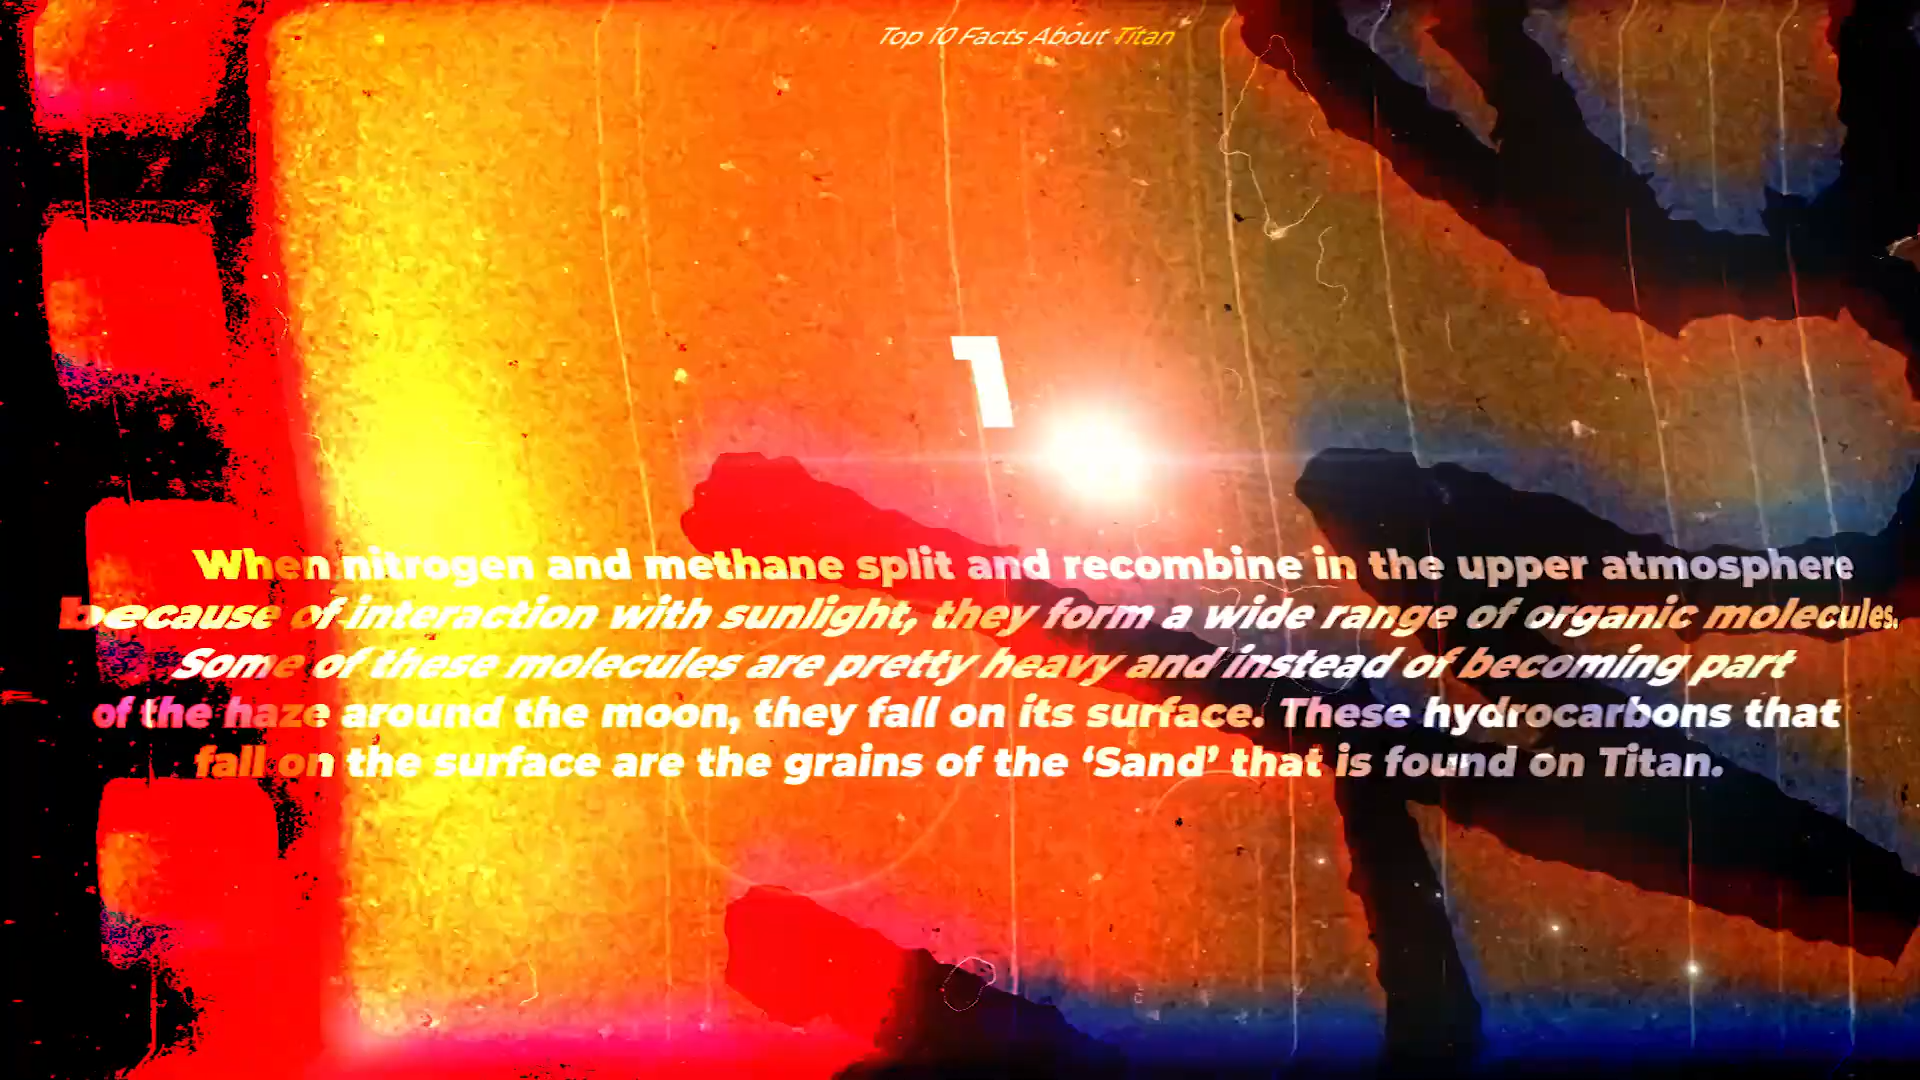 Top 10 Facts About Titan
1
When nitrogen and methane split and recombine in the upper atmosphere
because of interaction with sunlight, they form a wide range of organic molecules.
Some of these molecules are pretty heavy and instead of becoming part
of the haze around the moon, they fall on its surface. These hydrocarbons that
fall on the surface are the grains of the ‘Sand’ that is found on Titan.